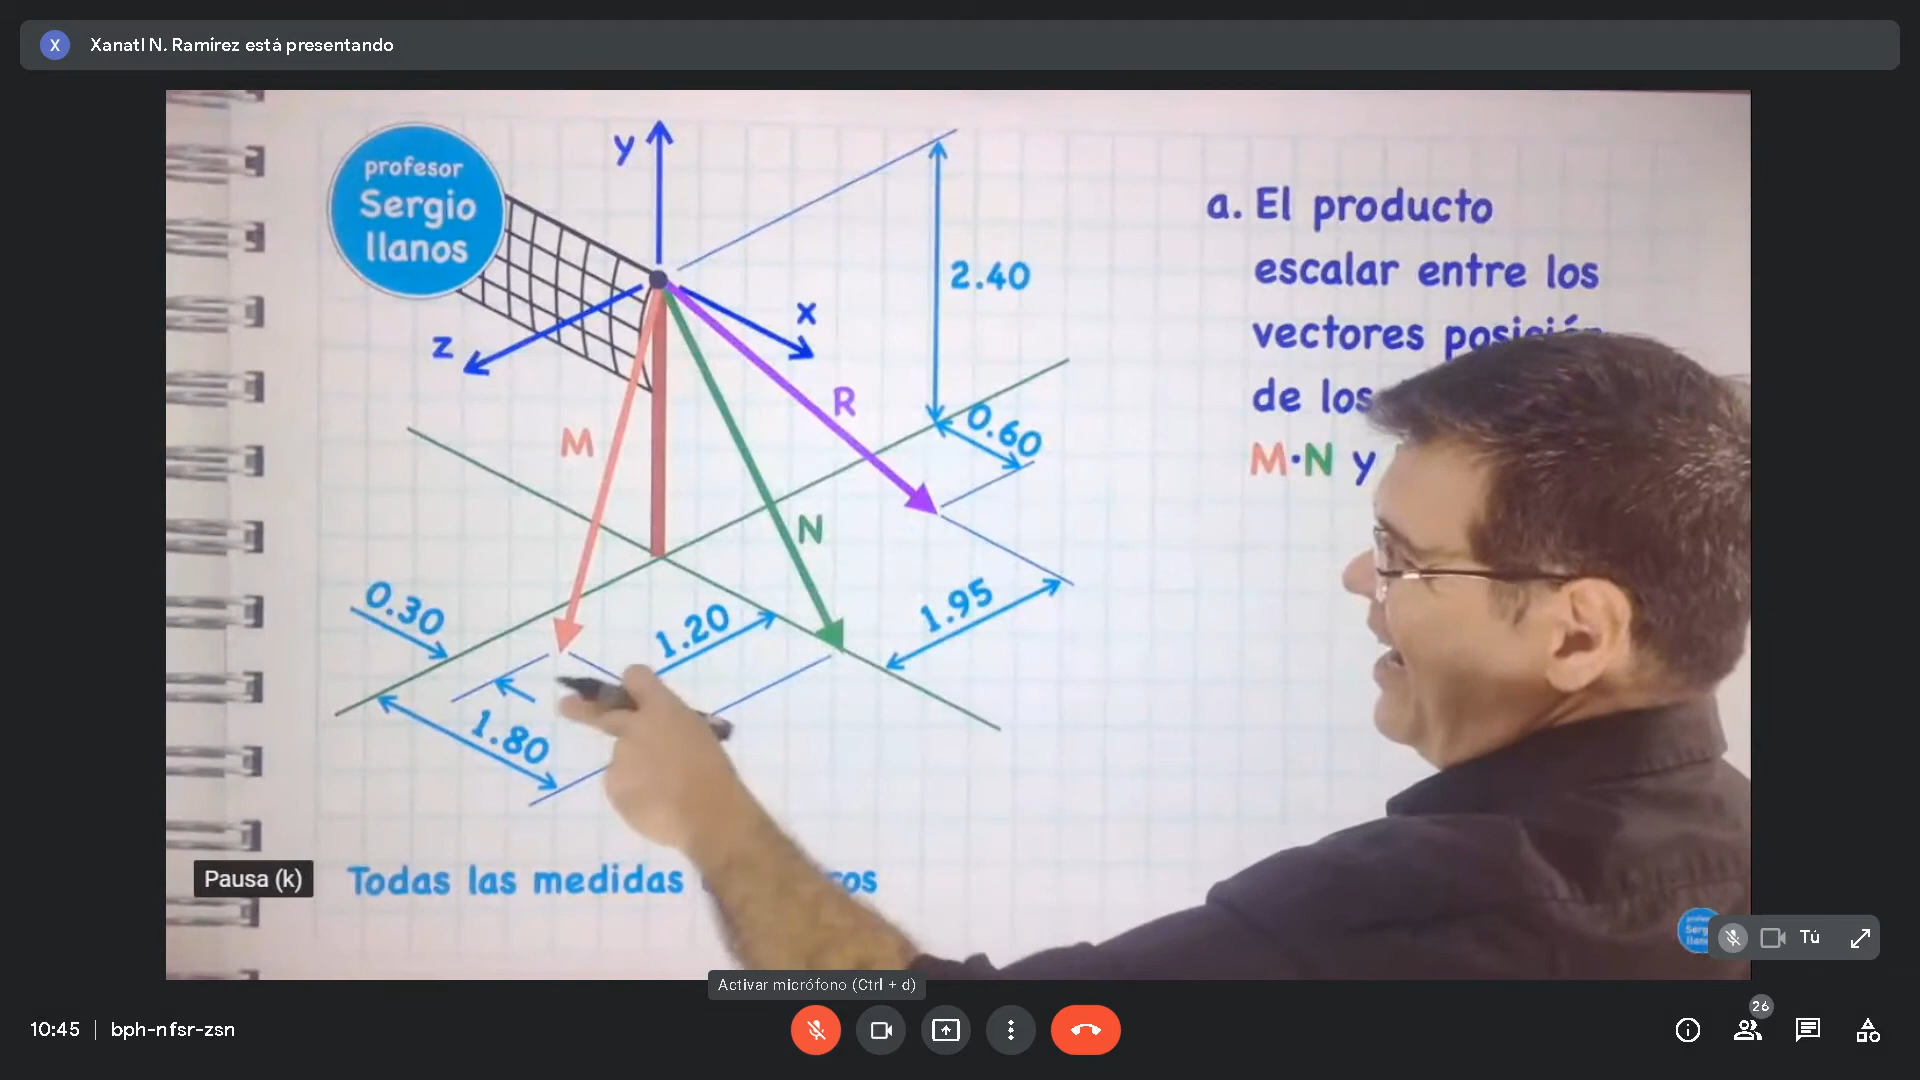 X
Xanatl N. Ramírez está presentando
profesor
Sergio
llanos
y
x
z
2.40
0.60
R
M
N
0.30
1.20
1.95
1.80
a. El producto
escalar entre los
vectores posición
de los
M·N y
Todas las medidas
Pausa (k)
Tú
Activar micrófono (Ctrl + d)
10:45 | bph-nfsr-zsn
26